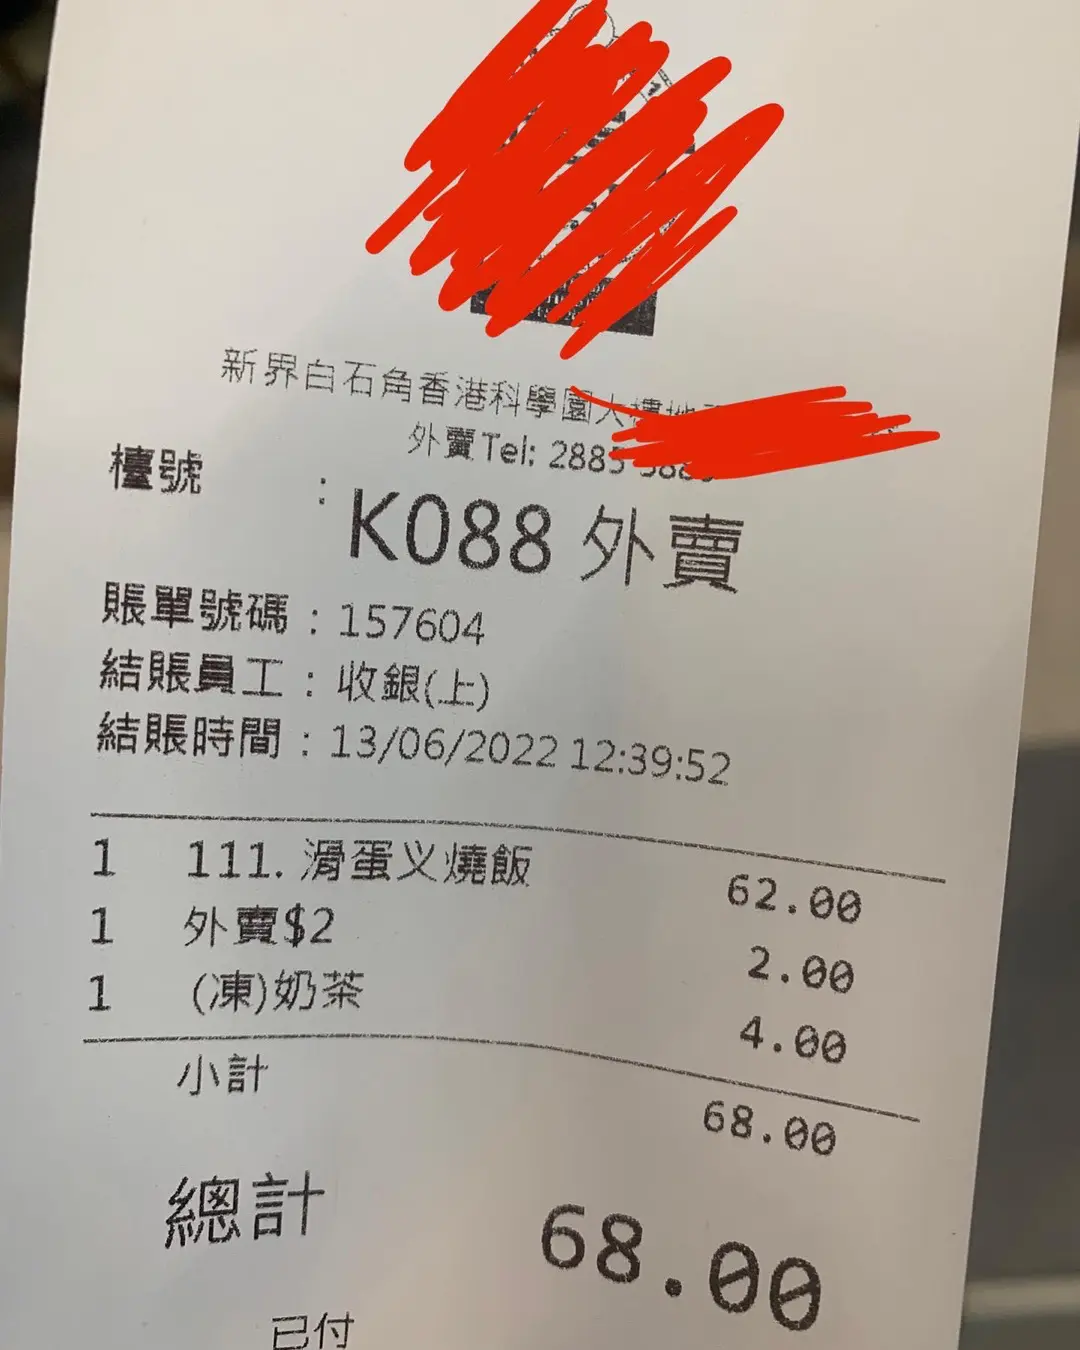 新界白石角香港科學園大樓地
外賣Tel: 2885
檯號 : K088 外賣
賬單號碼 : 157604
結賬員工 : 收銀(上)
結賬時間 : 13/06/2022 12:39:52
1 111. 滑蛋义燒飯 62.00
1 外賣$2 2.00
1 (凍)奶茶 4.00
小計 68.00
總計 68.00
已付